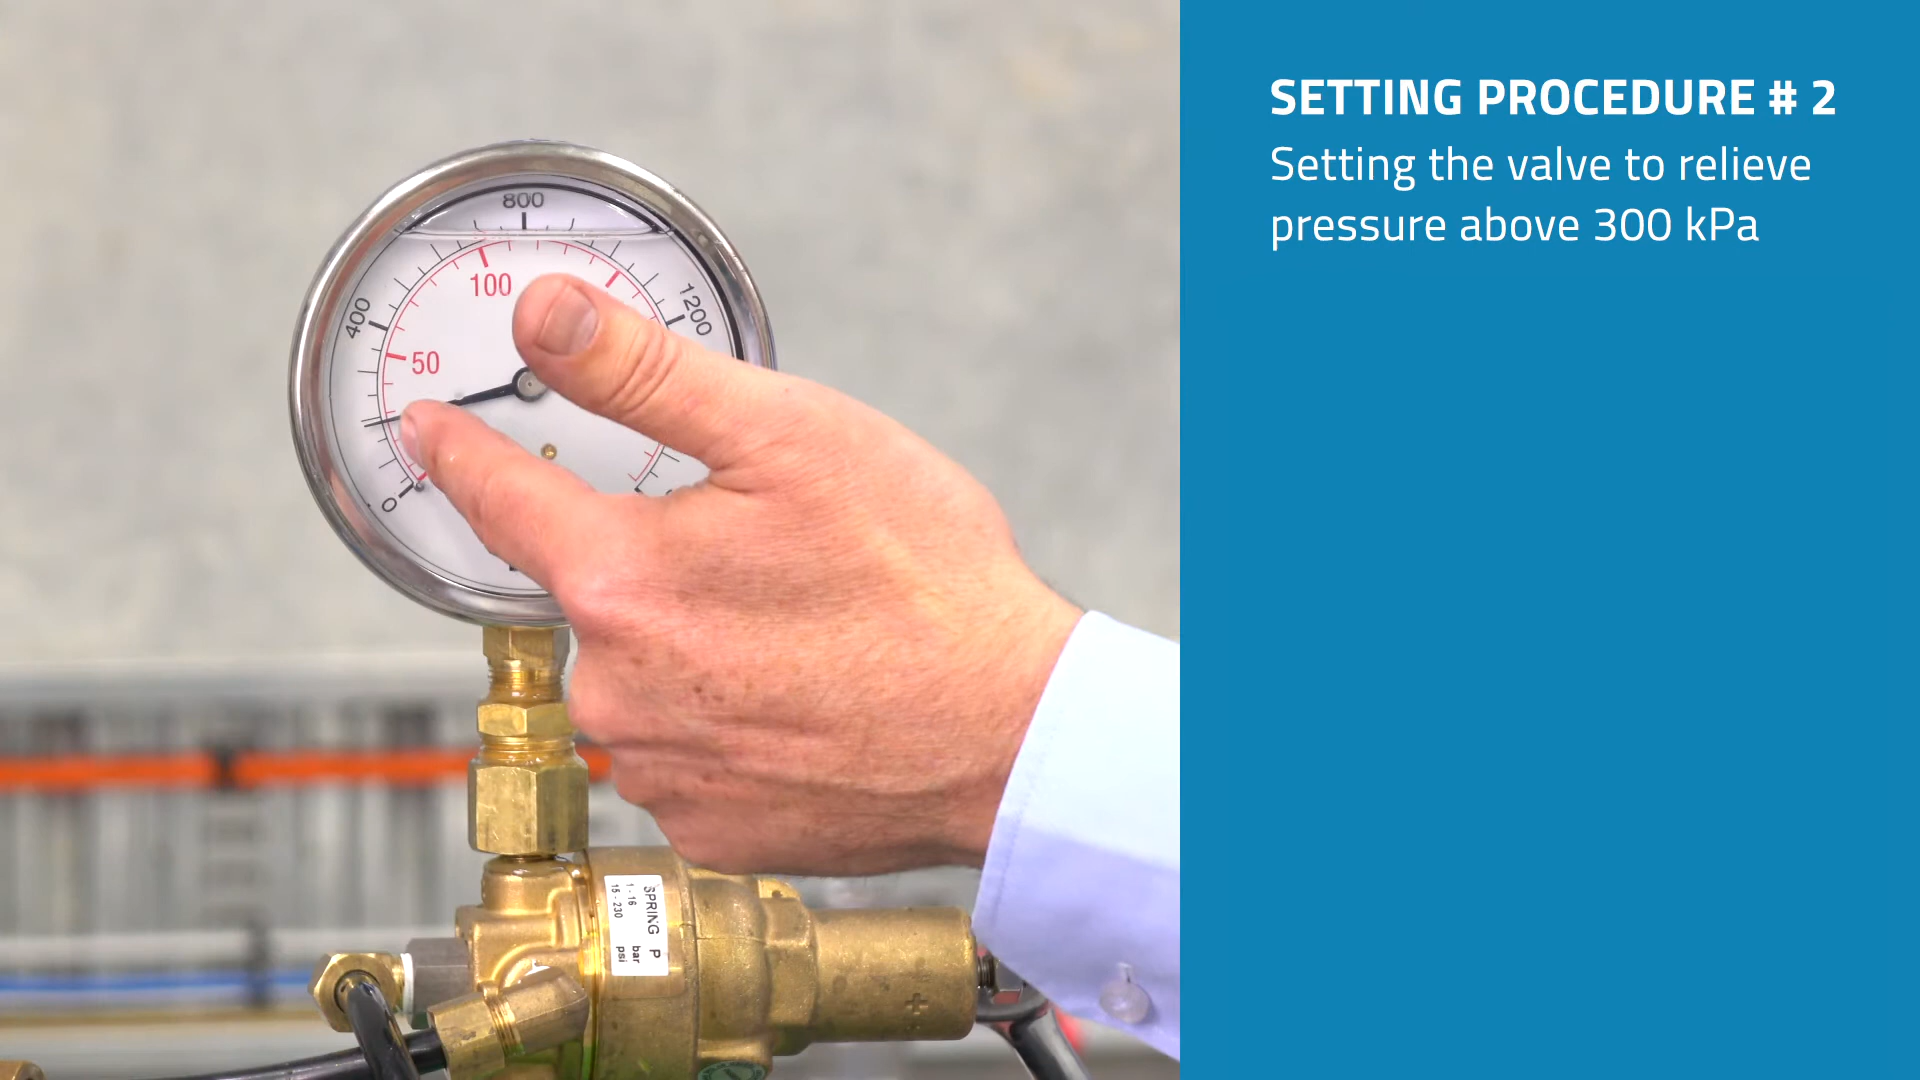 SETTING PROCEDURE # 2
Setting the valve to relieve
pressure above 300 kPa
800
400
1200
100
50
0
SPRING P
1 - 16 bar
15 - 230 psi